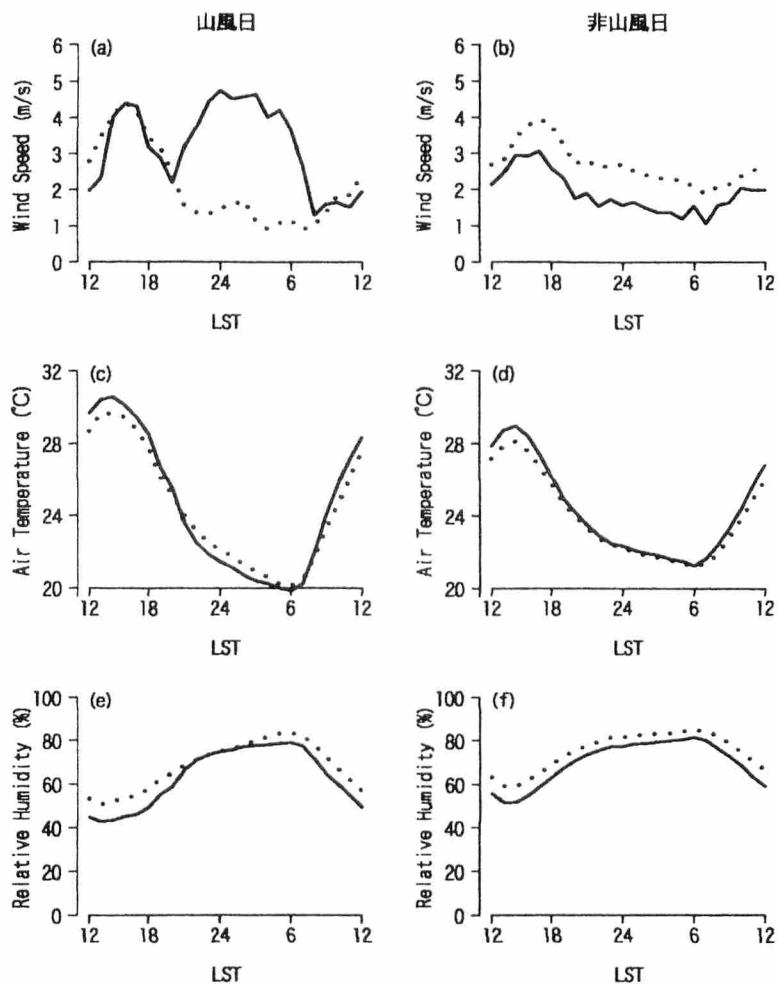 山風日
非山風日
(a)
Wind Speed (m/s)
6
5
4
3
2
1
0
12 18 24 6 12
LST
(b)
Wind Speed (m/s)
6
5
4
3
2
1
0
12 18 24 6 12
LST
(c)
Air Temperature (℃)
32
28
24
20
12 18 24 6 12
LST
(d)
Air Temperature (℃)
32
28
24
20
12 18 24 6 12
LST
(e)
Relative Humidity (%)
100
80
60
40
20
0
12 18 24 6 12
LST
(f)
Relative Humidity (%)
100
80
60
40
20
0
12 18 24 6 12
LST